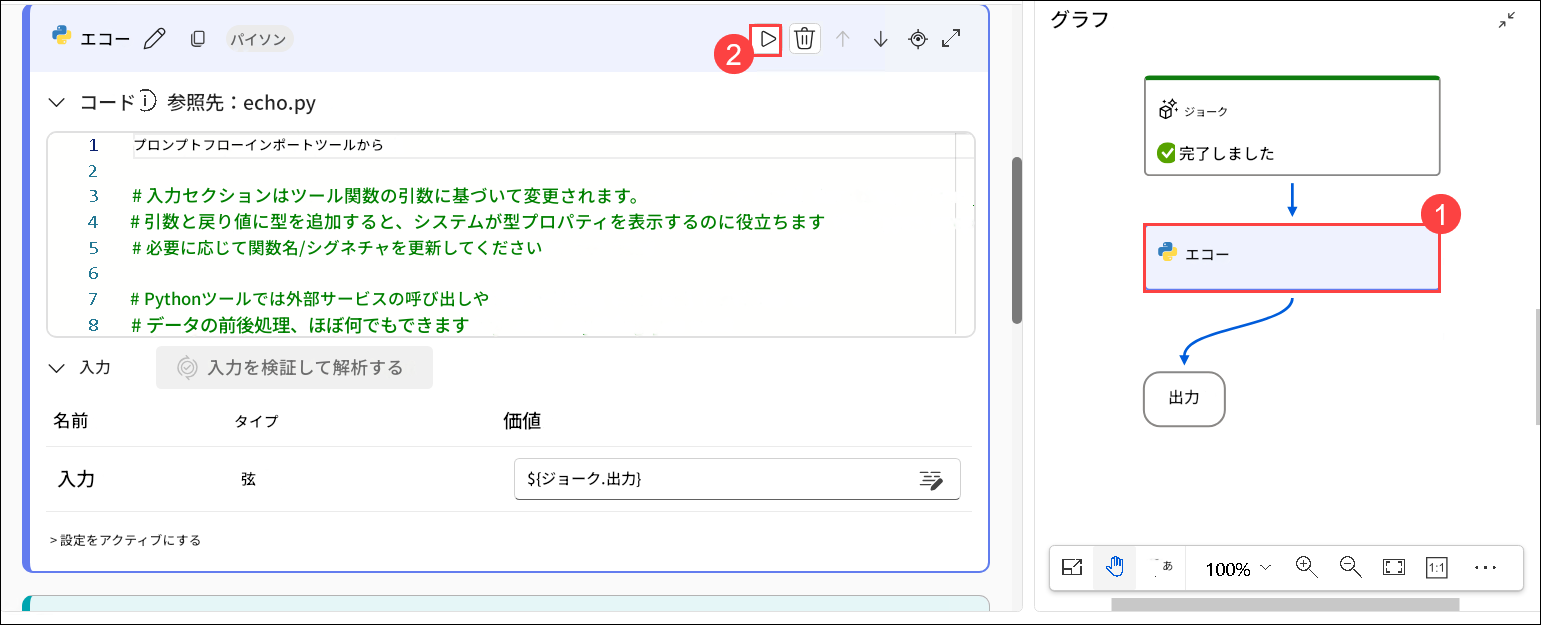 エコー パイソン
2
コード 参照先：echo.py
1 プロンプトフローインポートツールから
2
3 # 入力セクションはツール関数の引数に基づいて変更されます。
4 # 引数と戻り値に型を追加すると、システムが型プロパティを表示するのに役立ちます
5 # 必要に応じて関数名/シグネチャを更新してください
6
7 # Pythonツールでは外部サービスの呼び出しや
8 # データの前後処理、ほぼ何でもできます
入力 入力を検証して解析する
名前 タイプ 価値
入力 弦 ${ジョーク.出力}
> 設定をアクティブにする
グラフ
ジョーク
完了しました
1
エコー
出力
あ 100% 1:1 ...